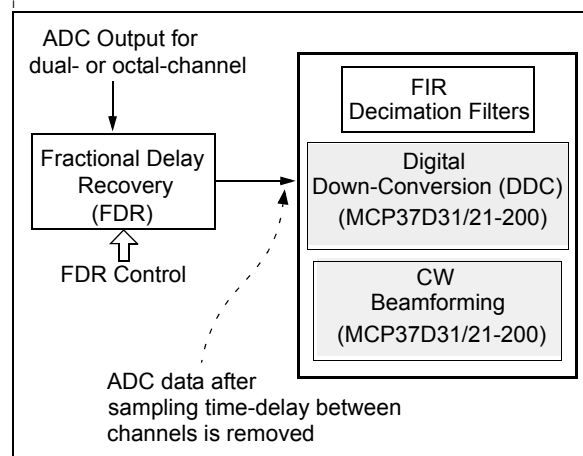 ADC Output for
dual- or octal-channel
Fractional Delay
Recovery
(FDR)
FDR Control
FIR
Decimation Filters
Digital
Down-Conversion (DDC)
(MCP37D31/21-200)
CW
Beamforming
(MCP37D31/21-200)
ADC data after
sampling time-delay between
channels is removed